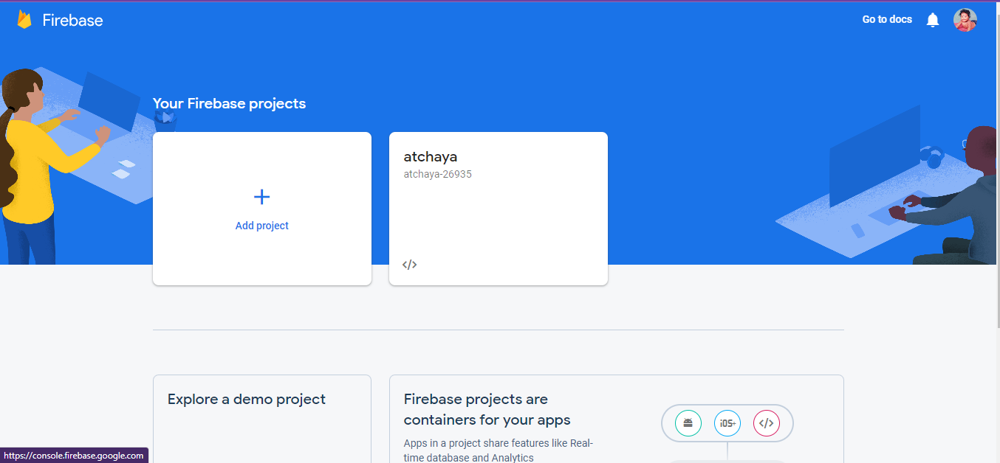 Firebase
Go to docs
Your Firebase projects
Add project
atchaya
atchaya-26935
</>
Explore a demo project
Firebase projects are
containers for your apps
Apps in a project share features like Real-
time database and Analytics
iOS+
</>
https://console.firebase.google.com